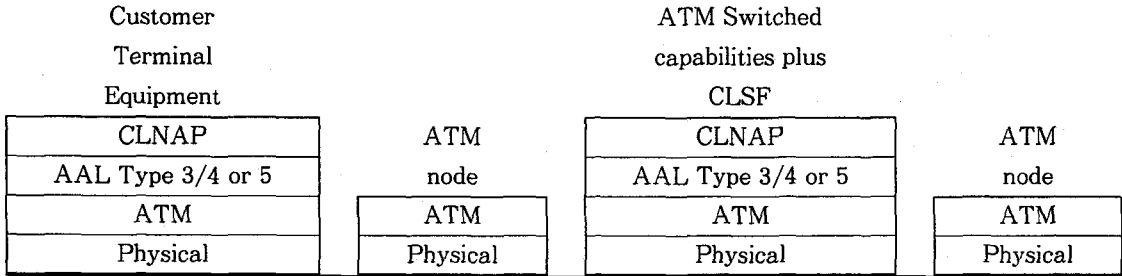 Customer ATM Switched
Terminal capabilities plus
Equipment CLSF
CLNAP ATM CLNAP ATM
AAL Type 3/4 or 5 node AAL Type 3/4 or 5 node
ATM ATM ATM ATM
Physical Physical Physical Physical